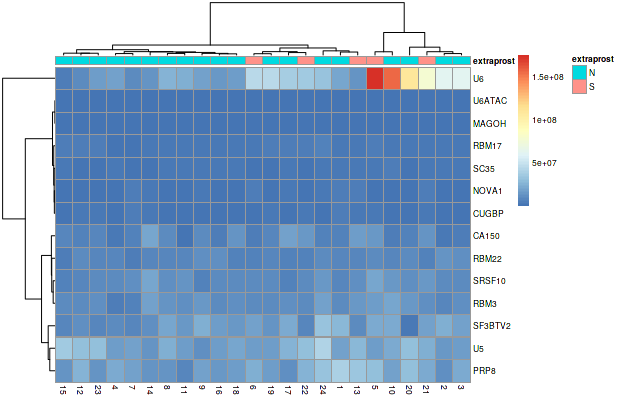 extraprost
extraprost
U6
N
S
1.5e+08
1e+08
5e+07
U6ATAC
MAGOH
RBM17
SC35
NOVA1
CUGBP
CA150
RBM22
SRSF10
RBM3
SF3BTV2
U5
PRP8
15 12 23 4 7 14 8 11 9 16 18 6 19 17 22 24 1 13 5 10 20 21 2 3